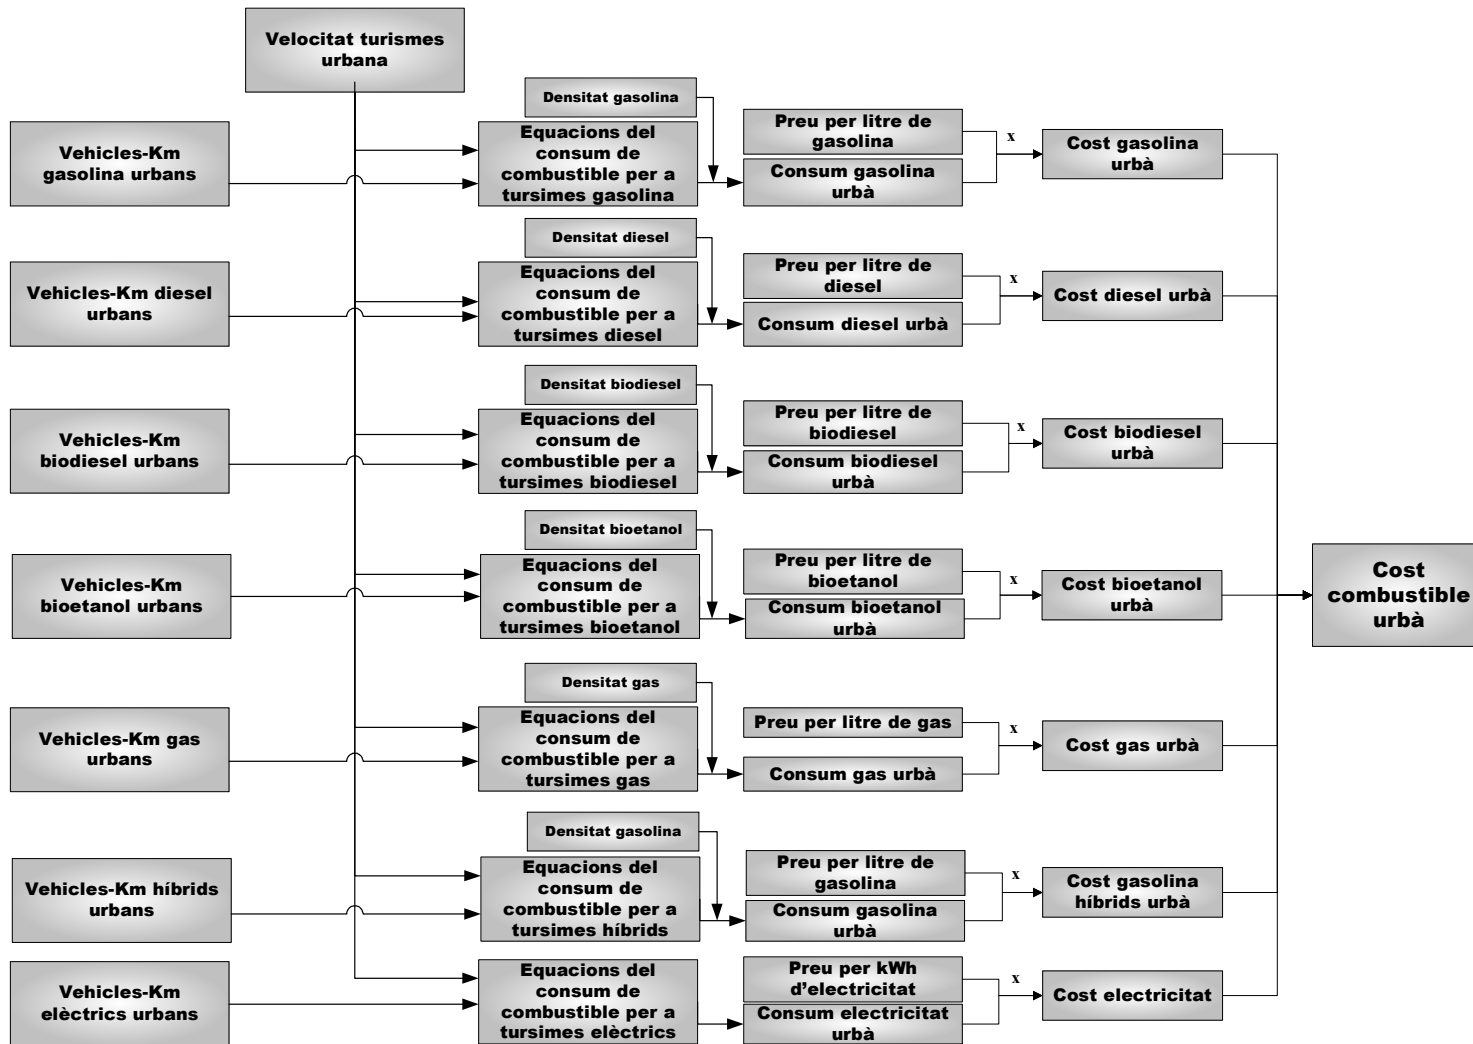 Velocitat turismes
urbana
Densitat gasolina
Vehicles-Km
gasolina urbans
Equacions del
consum de
combustible per a
tursimes gasolina
Preu per litre de
gasolina
Consum gasolina
urbà
x
Cost gasolina
urbà
Densitat diesel
Vehicles-Km diesel
urbans
Equacions del
consum de
combustible per a
tursimes diesel
Preu per litre de
diesel
Consum diesel urbà
x
Cost diesel urbà
Densitat biodiesel
Vehicles-Km
biodiesel urbans
Equacions del
consum de
combustible per a
tursimes biodiesel
Preu per litre de
biodiesel
Consum biodiesel
urbà
x
Cost biodiesel
urbà
Densitat bioetanol
Vehicles-Km
bioetanol urbans
Equacions del
consum de
combustible per a
tursimes bioetanol
Preu per litre de
bioetanol
Consum bioetanol
urbà
x
Cost bioetanol
urbà
Cost
combustible
urbà
Densitat gas
Vehicles-Km gas
urbans
Equacions del
consum de
combustible per a
tursimes gas
Preu per litre de gas
Consum gas urbà
x
Cost gas urbà
Densitat gasolina
Vehicles-Km híbrids
urbans
Equacions del
consum de
combustible per a
tursimes híbrids
Preu per litre de
gasolina
Consum gasolina
urbà
x
Cost gasolina
híbrids urbà
Vehicles-Km
elèctrics urbans
Equacions del
consum de
combustible per a
tursimes elèctrics
Preu per kWh
d’electricitat
Consum electricitat
urbà
x
Cost electricitat